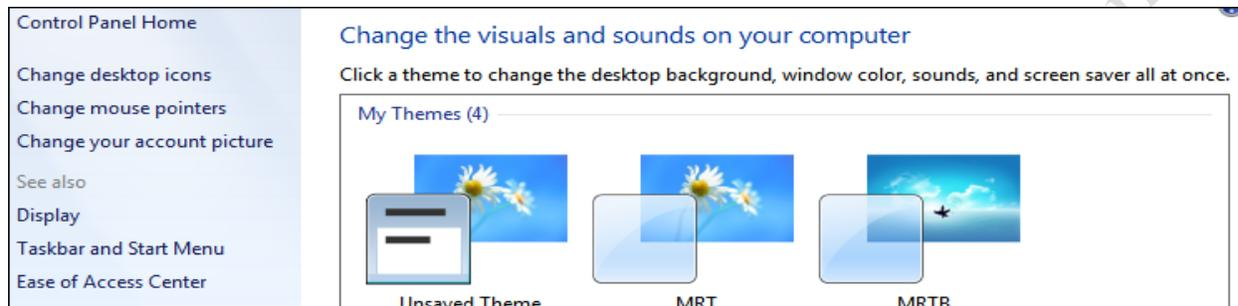 Control Panel Home
Change desktop icons
Change mouse pointers
Change your account picture
See also
Display
Taskbar and Start Menu
Ease of Access Center
Change the visuals and sounds on your computer
Click a theme to change the desktop background, window color, sounds, and screen saver all at once.
My Themes (4)
Unsaved Theme
MRT
MRTB